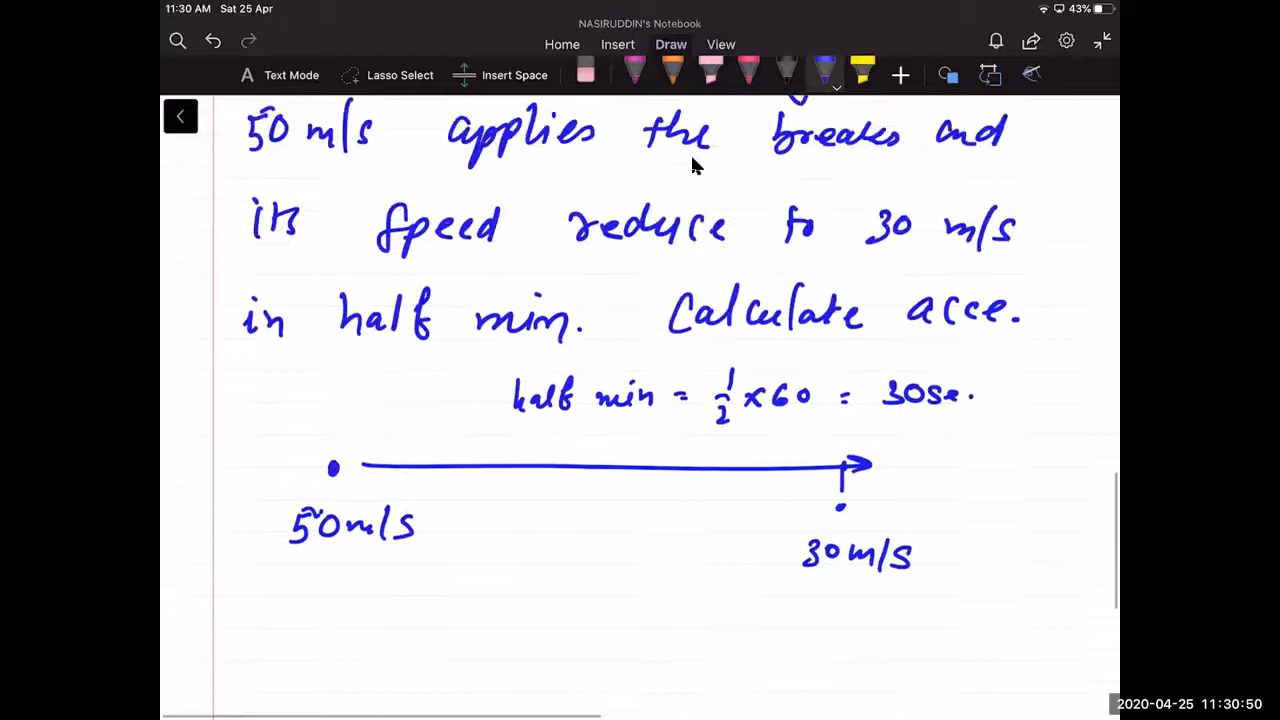 11:30 AM Sat 25 Apr
43%
NASIRUDDIN's Notebook
Home Insert Draw View
Text Mode Lasso Select Insert Space
50 m/s applies the breaks and
its speed reduce to 30 m/s
in half min. Calculate acce.
half min = 1/2 × 60 = 30se.
50m/s
30m/s
2020-04-25 11:30:50